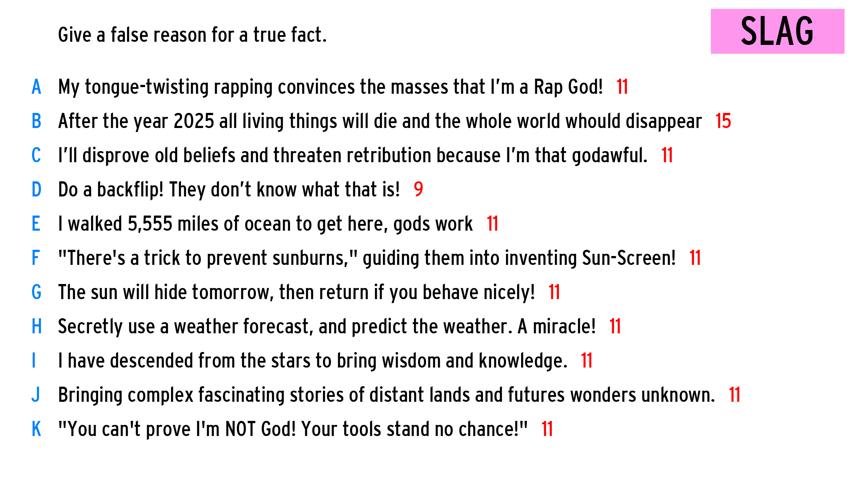 Give a false reason for a true fact.
SLAG
A My tongue-twisting rapping convinces the masses that I'm a Rap God! 11
B After the year 2025 all living things will die and the whole world whould disappear 15
C I'll disprove old beliefs and threaten retribution because I'm that godawful. 11
D Do a backflip! They don't know what that is! 9
E I walked 5,555 miles of ocean to get here, gods work 11
F "There's a trick to prevent sunburns," guiding them into inventing Sun-Screen! 11
G The sun will hide tomorrow, then return if you behave nicely! 11
H Secretly use a weather forecast, and predict the weather. A miracle! 11
I I have descended from the stars to bring wisdom and knowledge. 11
J Bringing complex fascinating stories of distant lands and futures wonders unknown. 11
K "You can't prove I'm NOT God! Your tools stand no chance!" 11